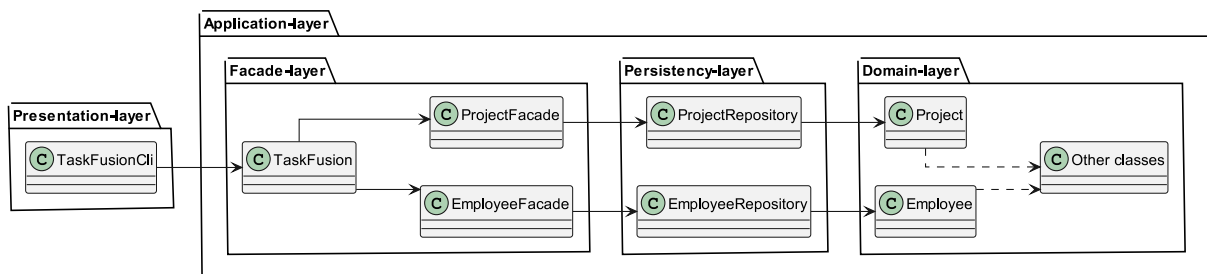 Application-layer
Facade-layer
Persistency-layer
Domain-layer
Presentation-layer
C ProjectFacade
C ProjectRepository
C Project
C TaskFusionCli
C TaskFusion
C Other classes
C EmployeeFacade
C EmployeeRepository
C Employee